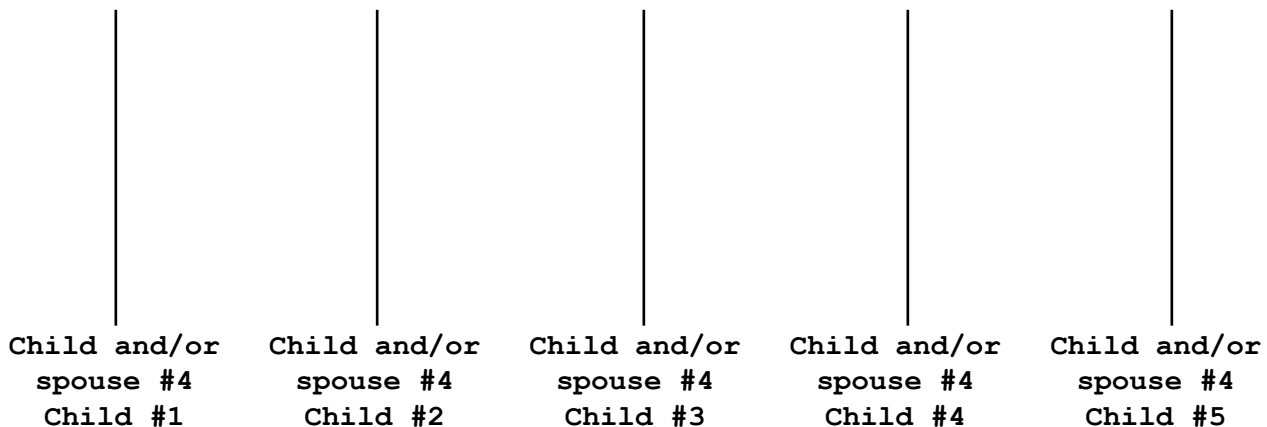 Child and/or Child and/or Child and/or Child and/or Child and/or
spouse #4 spouse #4 spouse #4 spouse #4 spouse #4
Child #1 Child #2 Child #3 Child #4 Child #5